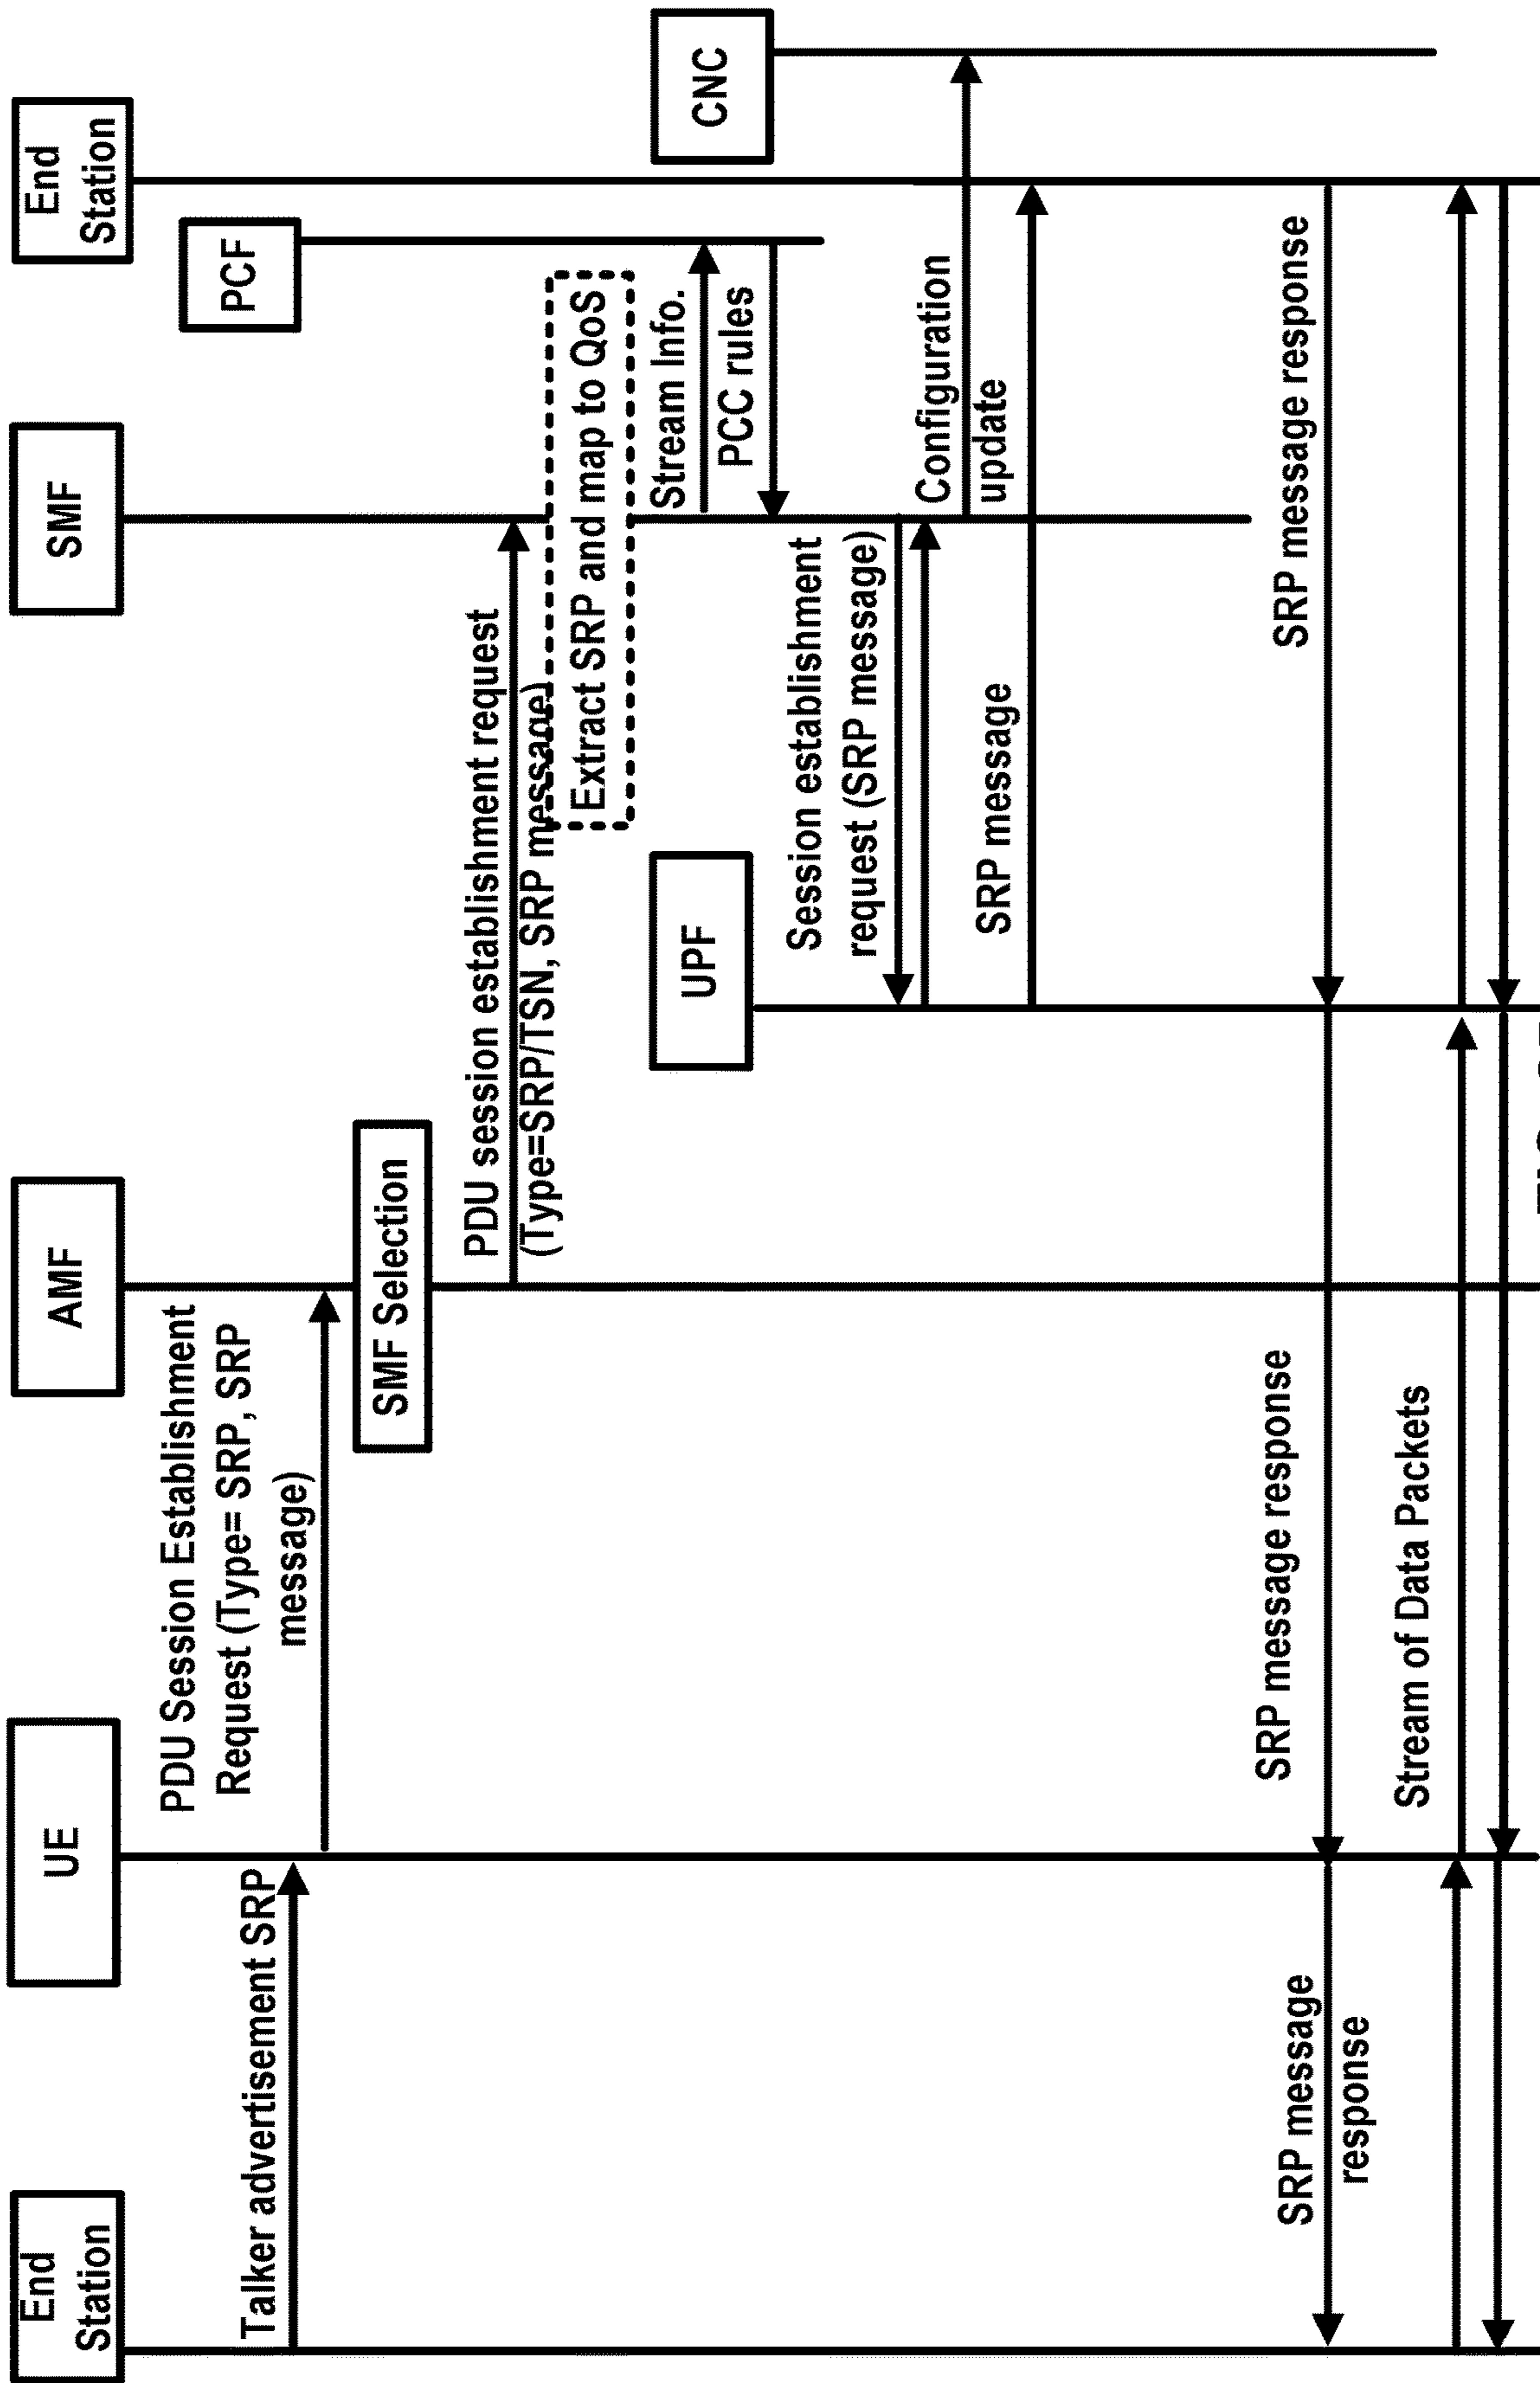 End
Station
UE
AMF
SMF
PCF
End
Station
Talker advertisement SRP
PDU Session Establishment
Request (Type= SRP, SRP
message)
SMF Selection
PDU session establishment request
(Type=SRP/TSN, SRP message)
Extract SRP and map to QoS
UPF
CNC
Stream Info.
PCC rules
Session establishment
request (SRP message)
Configuration
update
SRP message
SRP message response
SRP message response
SRP message
response
Stream of Data Packets